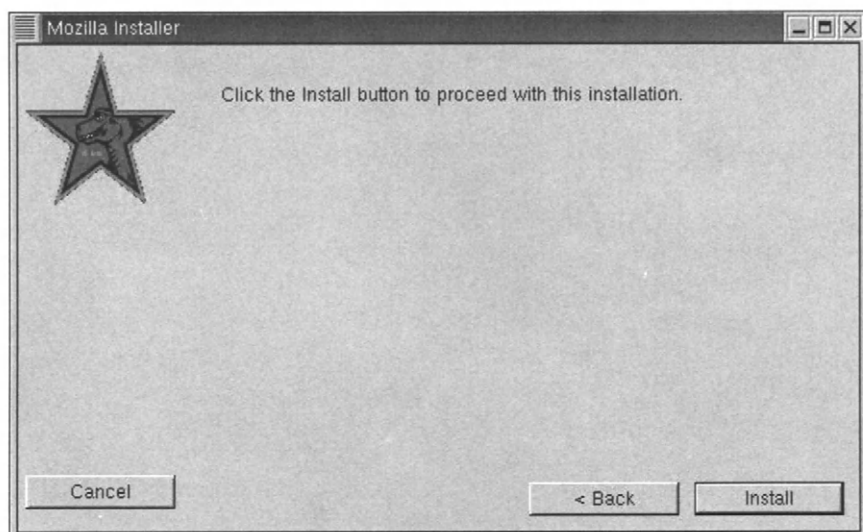 Mozilla Installer
Click the Install button to proceed with this installation.
Cancel
< Back
Install